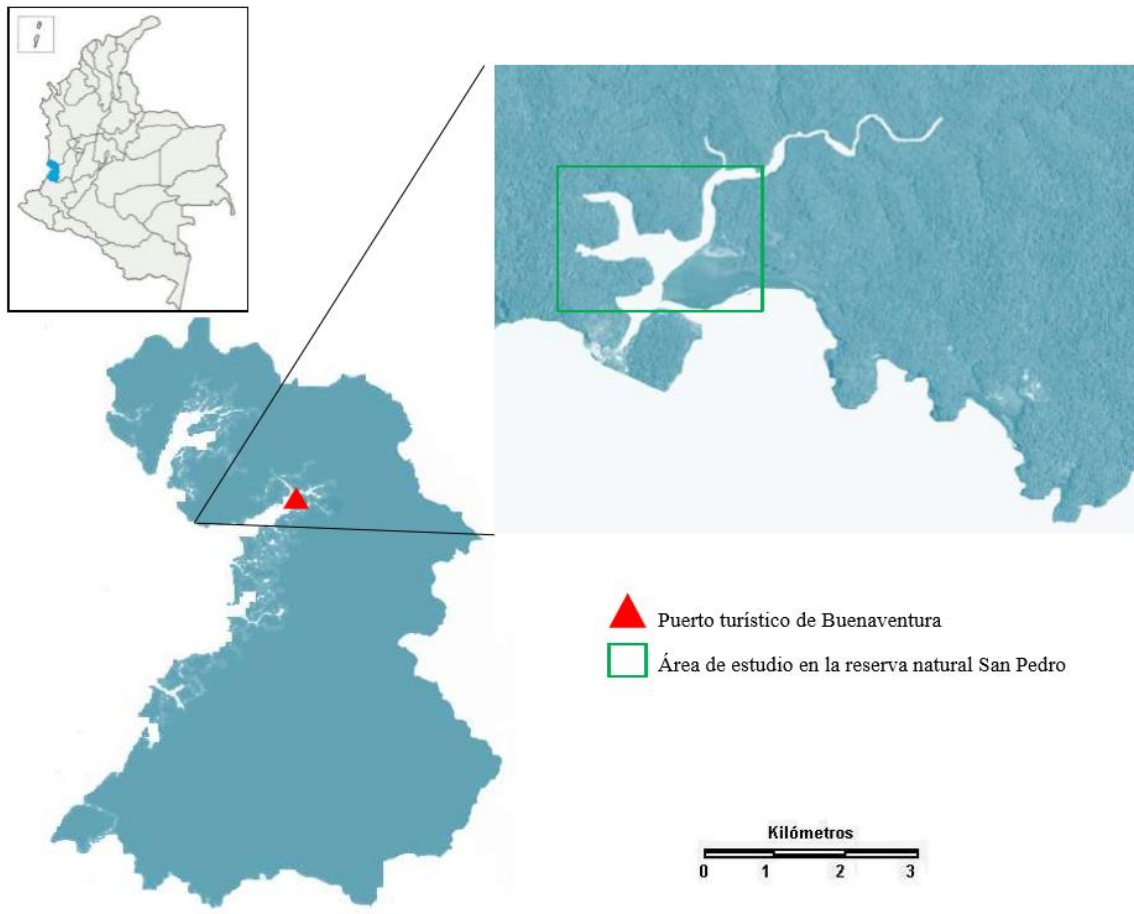 Puerto turístico de Buenaventura
Área de estudio en la reserva natural San Pedro
Kilómetros
0 1 2 3